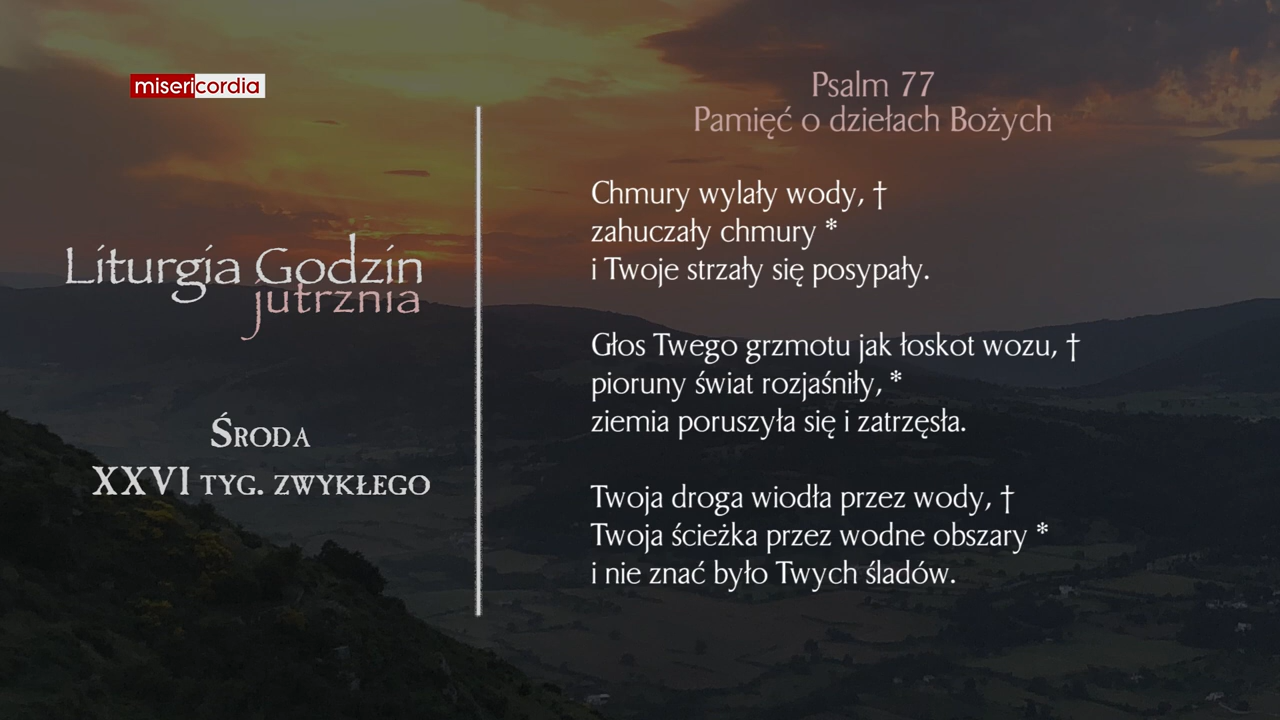 misericordia
Liturgia Godzin
jutrznia
Środa
XXVI tyg. zwykłego
Psalm 77
Pamięć o dziełach Bożych
Chmury wylały wody, †
zahuczały chmury *
i Twoje strzały się posypały.
Głos Twego grzmotu jak łoskot wozu, †
pioruny świat rozjaśniły, *
ziemia poruszyła się i zatrzęsła.
Twoja droga wiodła przez wody, †
Twoja ścieżka przez wodne obszary *
i nie znać było Twych śladów.